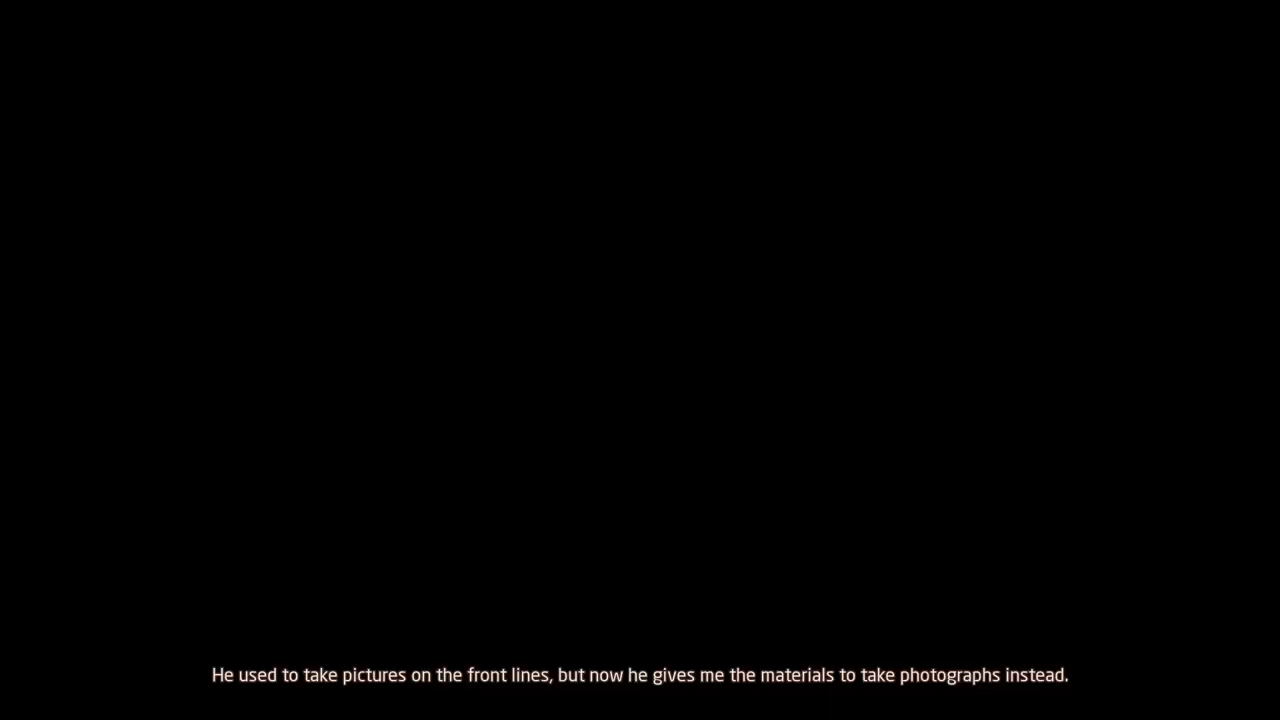 He used to take pictures on the front lines, but now he gives me the materials to take photographs instead.